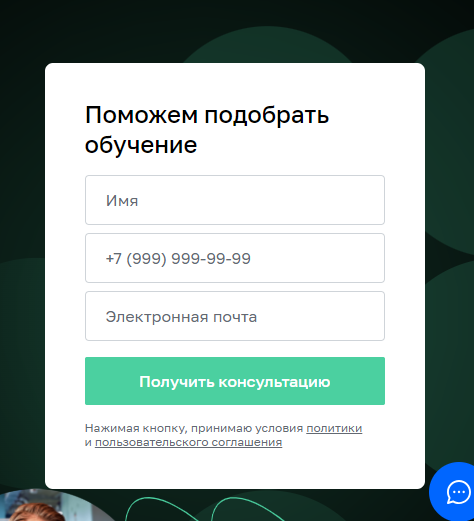 Поможем подобрать
обучение
Имя
+7 (999) 999-99-99
Электронная почта
Получить консультацию
Нажимая кнопку, принимаю условия политики
и пользовательского соглашения